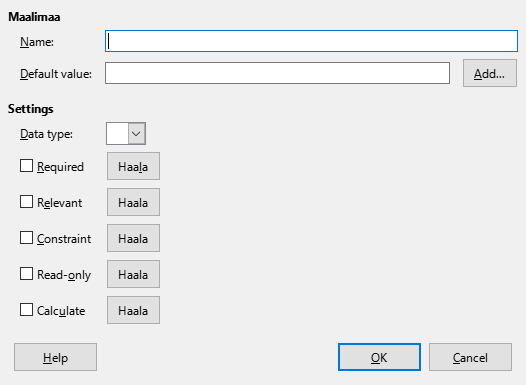 Maalimaa
Name:
Default value:
Add...
Settings
Data type:
Required Haala
Relevant Haala
Constraint Haala
Read-only Haala
Calculate Haala
Help OK Cancel